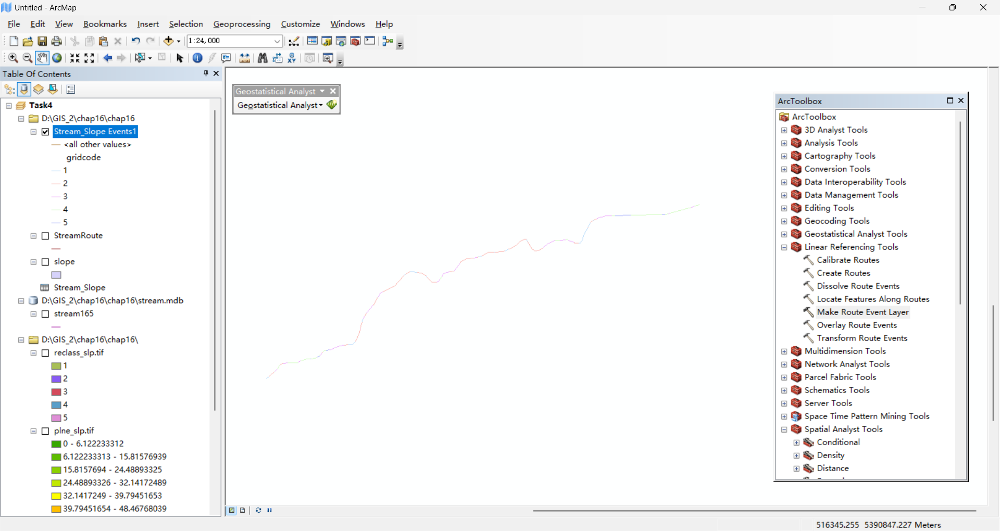 Untitled - ArcMap
File Edit View Bookmarks Insert Selection Geoprocessing Customize Windows Help
1:24,000
Table Of Contents
Task4
D:\GIS_2\chap16\chap16
Stream_Slope Events1
<all other values>
gridcode
1
2
3
4
5
StreamRoute
slope
Stream_Slope
D:\GIS_2\chap16\chap16\stream.mdb
stream165
D:\GIS_2\chap16\chap16\
reclass_slp.tif
1
2
3
4
5
plne_slp.tif
0 - 6.122233312
6.122233313 - 15.81576939
15.8157694 - 24.48893325
24.48893326 - 32.14172489
32.1417249 - 39.79451653
39.79451654 - 48.46768039
Geostatistical Analyst
Geostatistical Analyst
ArcToolbox
ArcToolbox
3D Analyst Tools
Analysis Tools
Cartography Tools
Conversion Tools
Data Interoperability Tools
Data Management Tools
Editing Tools
Geocoding Tools
Geostatistical Analyst Tools
Linear Referencing Tools
Calibrate Routes
Create Routes
Dissolve Route Events
Locate Features Along Routes
Make Route Event Layer
Overlay Route Events
Transform Route Events
Multidimension Tools
Network Analyst Tools
Parcel Fabric Tools
Schematics Tools
Server Tools
Space Time Pattern Mining Tools
Spatial Analyst Tools
Conditional
Density
Distance
516345.255 5390847.227 Meters